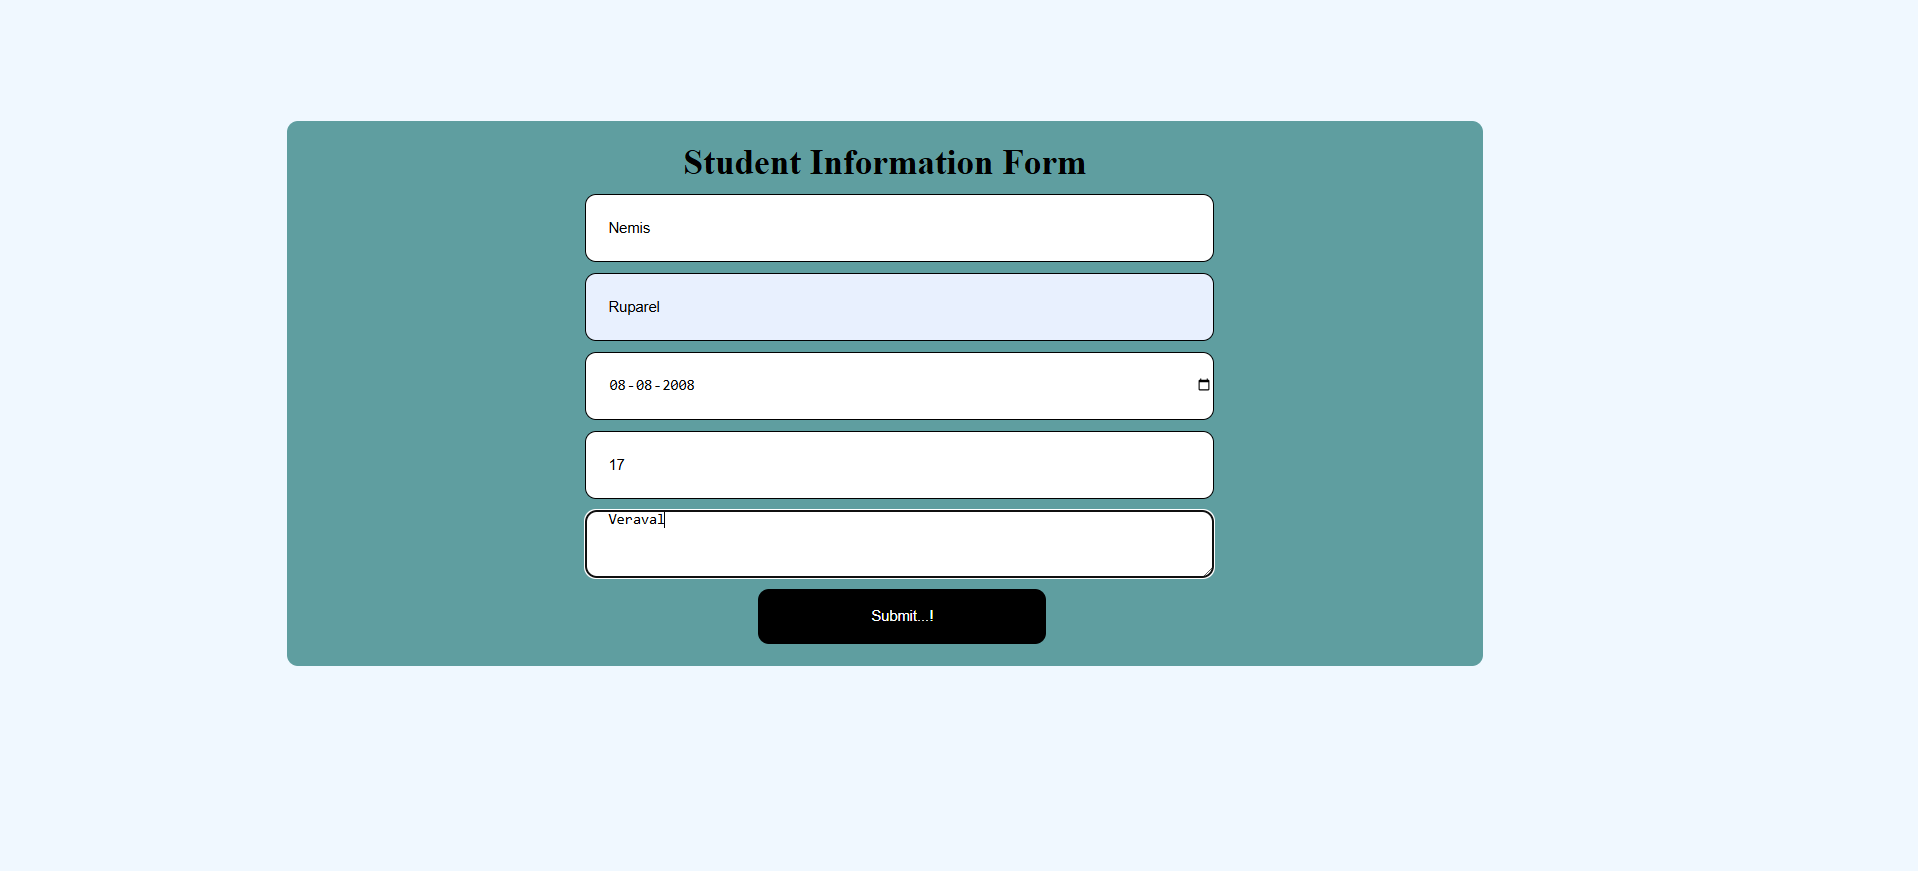 Student Information Form
Nemis
Ruparel
08-08-2008
17
Veraval
Submit...!